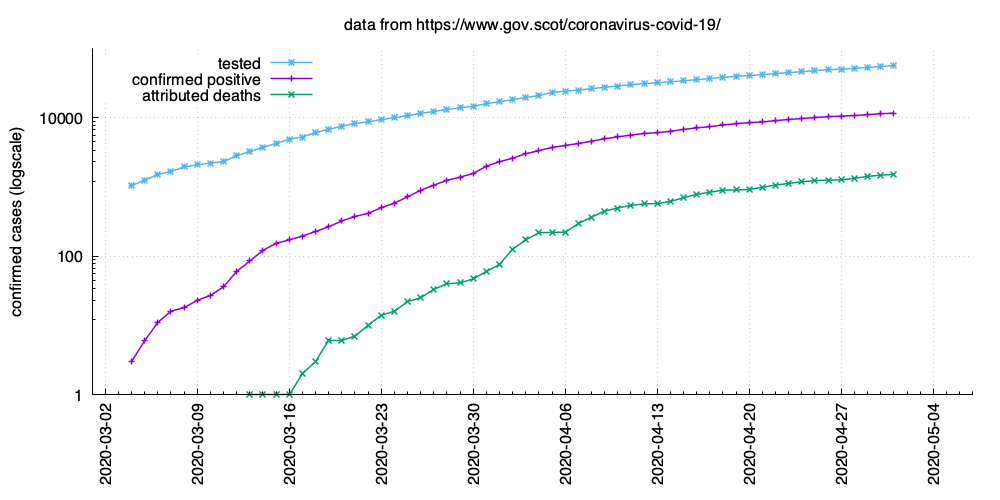 data from https://www.gov.scot/coronavirus-covid-19/
tested
confirmed positive
attributed deaths
confirmed cases (logscale)
10000
100
1
2020-03-02
2020-03-09
2020-03-16
2020-03-23
2020-03-30
2020-04-06
2020-04-13
2020-04-20
2020-04-27
2020-05-04